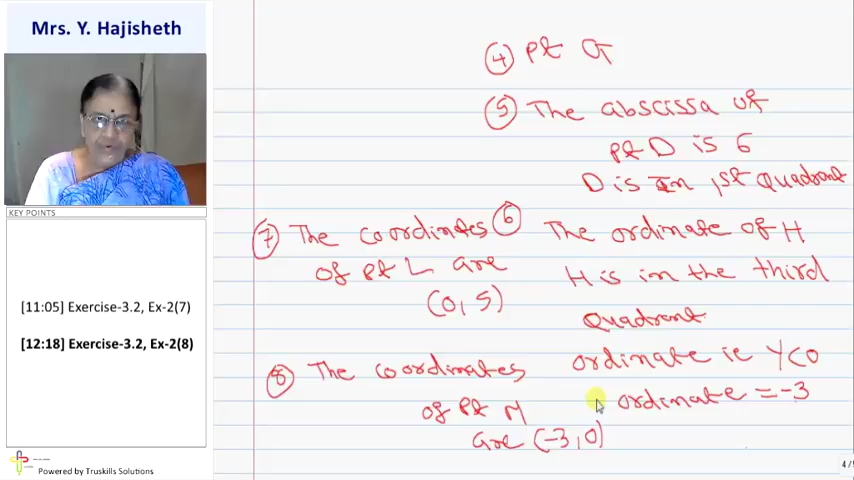 Mrs. Y. Hajisheth
KEY POINTS
[11:05] Exercise-3.2, Ex-2(7)
[12:18] Exercise-3.2, Ex-2(8)
Powered by Truskills Solutions
④ Pt G
⑤ The abscissa of
pt D is 6
D is In 1st Quadrant
⑥ The ordinate of H
H is in the third
Quadrant
ordinate ie Y<0
ordinate = -3
⑦ The coordinates
of pt L are
(0, 5)
⑧ The coordinates
of Pt M
are (-3, 0)